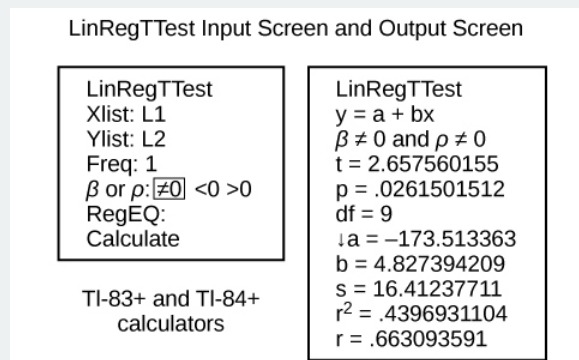 LinRegTTest Input Screen and Output Screen
LinRegTTest
Xlist: L1
Ylist: L2
Freq: 1
β or ρ: ≠0 <0 >0
RegEQ:
Calculate
TI-83+ and TI-84+
calculators
LinRegTTest
y = a + bx
β ≠ 0 and ρ ≠ 0
t = 2.657560155
p = .0261501512
df = 9
↓a = –173.513363
b = 4.827394209
s = 16.41237711
r² = .4396931104
r = .663093591